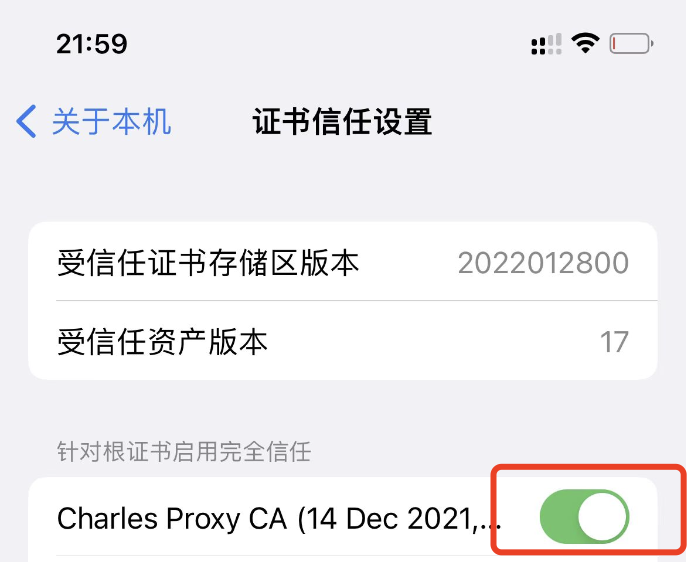 21:59
关于本机
证书信任设置
受信任证书存储区版本 2022012800
受信任资产版本 17
针对根证书启用完全信任
Charles Proxy CA (14 Dec 2021,...